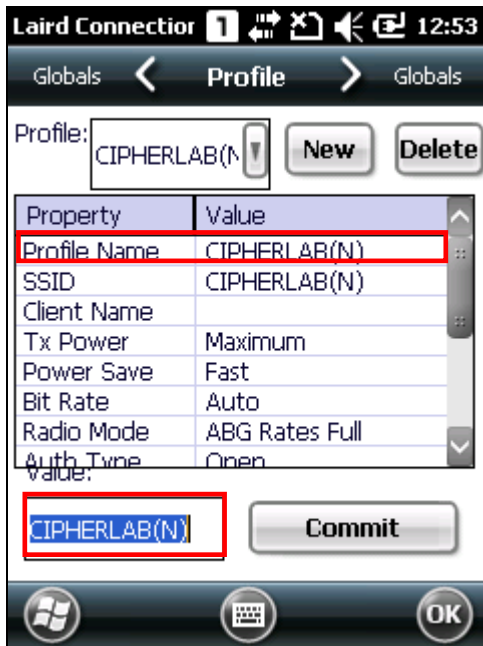 Laird Connection 1 12:53
Globals Profile Globals
Profile: CIPHERLAB(N New Delete
Property Value
Profile Name CIPHERLAB(N)
SSID CIPHERLAB(N)
Client Name
Tx Power Maximum
Power Save Fast
Bit Rate Auto
Radio Mode ABG Rates Full
Auth Type Open
Value:
CIPHERLAB(N) Commit
OK